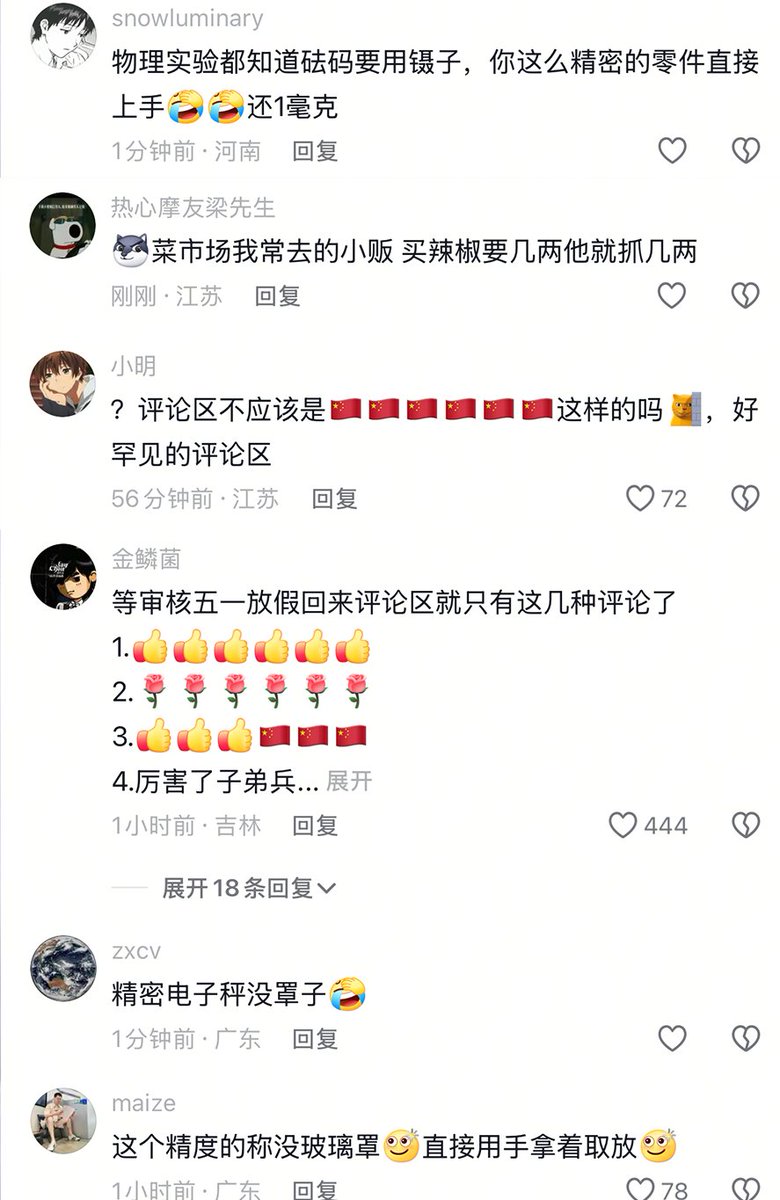 snowluminary
物理实验都知道砝码要用镊子，你这么精密的零件直接
上手🤣🤣还1毫克
1分钟前 · 河南 回复
热心摩友梁先生
菜市场我常去的小贩 买辣椒要几两他就抓几两
刚刚 · 江苏 回复
小明
？评论区不应该是🇨🇳🇨🇳🇨🇳🇨🇳🇨🇳🇨🇳这样的吗，好
罕见的评论区
56分钟前 · 江苏 回复 72
金鳞菌
等审核五一放假回来评论区就只有这几种评论了
1.👍👍👍👍👍👍
2.🌹🌹🌹🌹🌹🌹
3.👍👍👍🇨🇳🇨🇳🇨🇳
4.厉害了子弟兵... 展开
1小时前 · 吉林 回复 444
展开18条回复
zxcv
精密电子秤没罩子🤣
1分钟前 · 广东 回复
maize
这个精度的称没玻璃罩直接用手拿着取放
1小时前 · 广东 回复 78